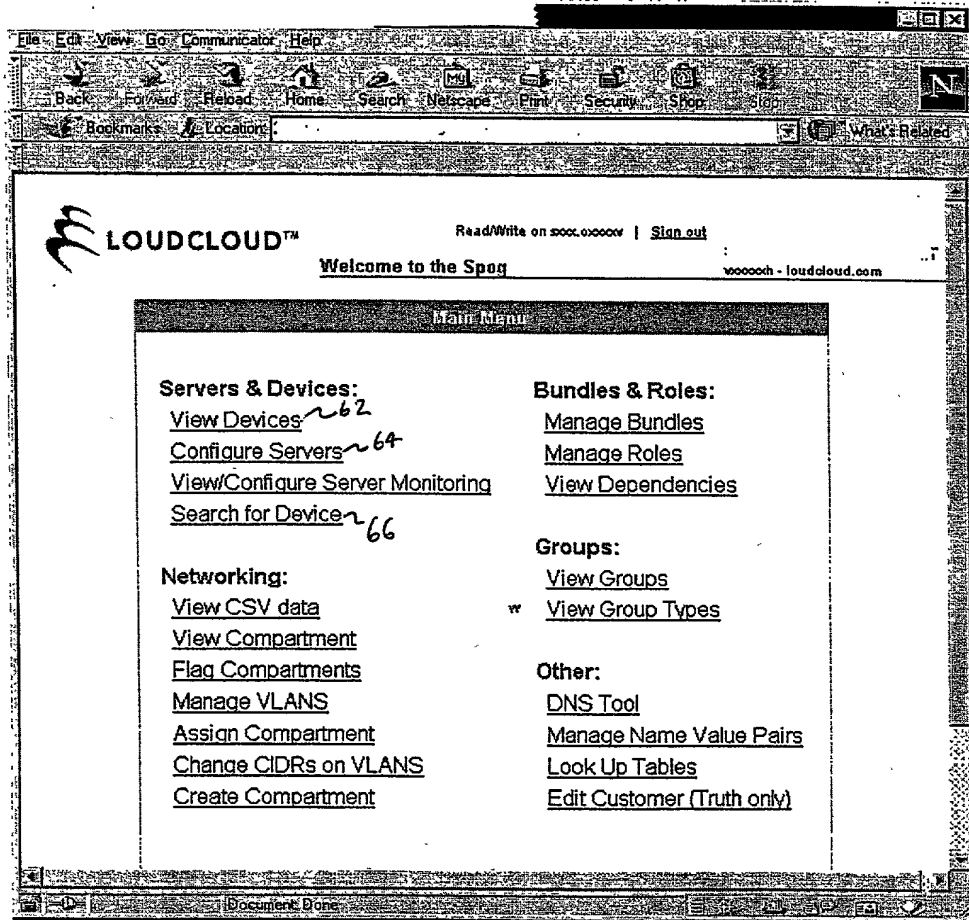 File Edit View Go Communicator Help
Back Forward Reload Home Search Netscape Print Security Shop Stop
My
N
Bookmarks Location: What's Related
LOUDCLOUD™
Read/Write on | Sign out
Welcome to the Spog
- loudcloud.com
Main Menu
Servers & Devices:
View Devices 62
Configure Servers 64
View/Configure Server Monitoring
Search for Device 66
Networking:
View CSV data
View Compartment
Flag Compartments
Manage VLANS
Assign Compartment
Change CIDRs on VLANS
Create Compartment
Bundles & Roles:
Manage Bundles
Manage Roles
View Dependencies
Groups:
View Groups
View Group Types
Other:
DNS Tool
Manage Name Value Pairs
Look Up Tables
Edit Customer (Truth only)
Document: Done